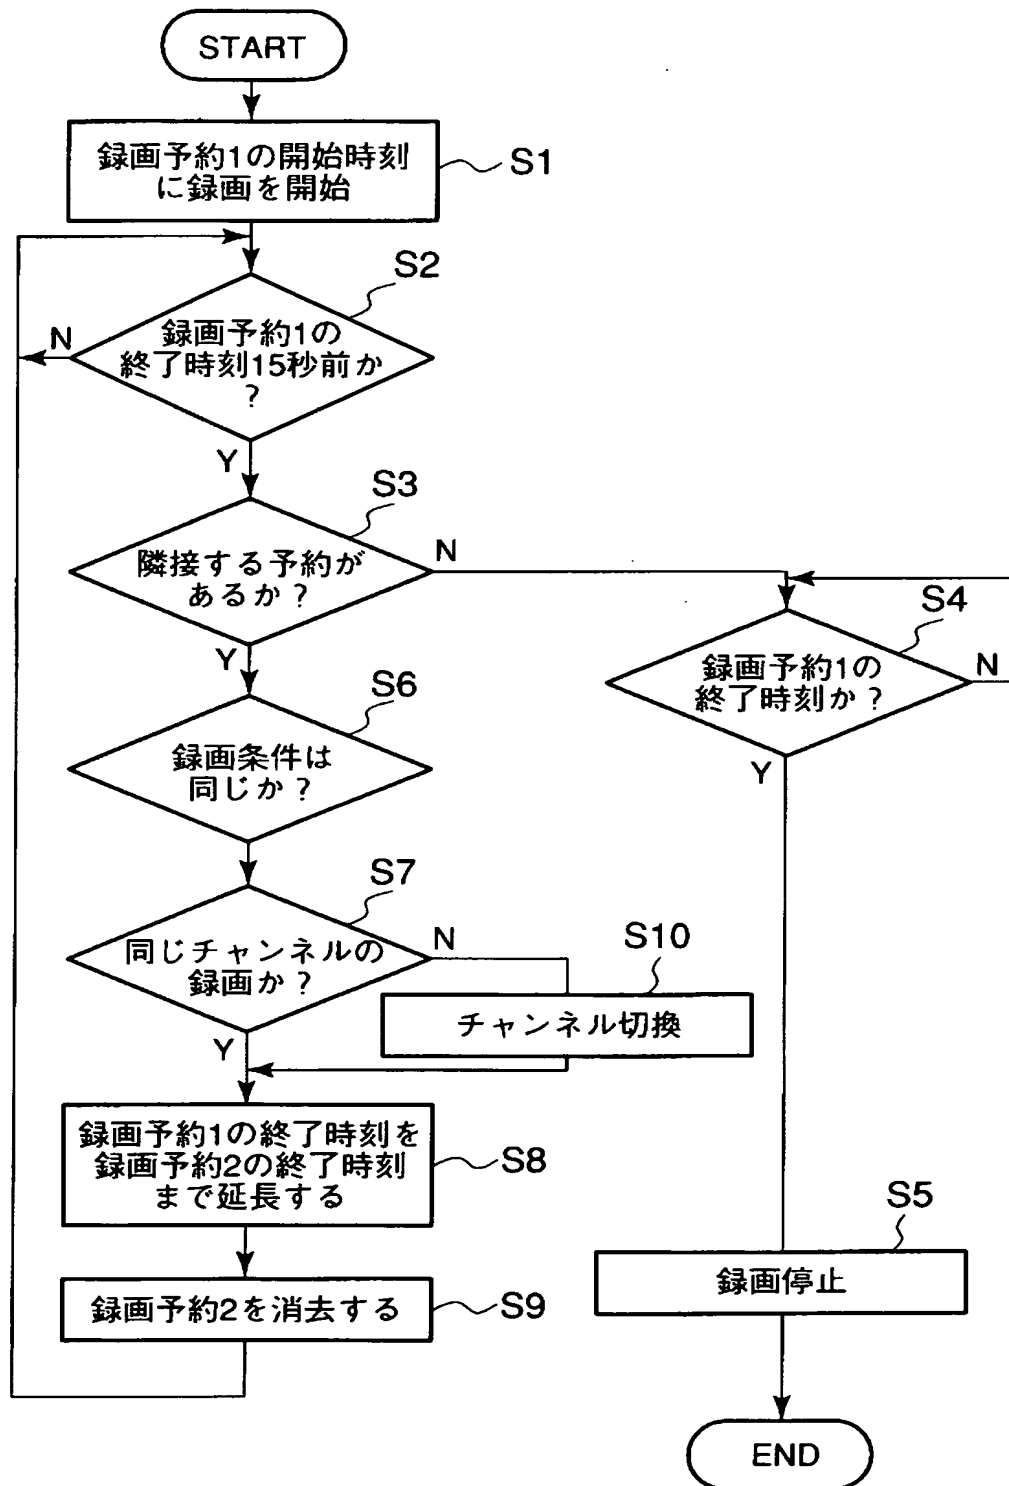 START
録画予約1の開始時刻
に録画を開始
S1
S2
録画予約1の
終了時刻15秒前か
?
N
Y
S3
隣接する予約が
あるか?
N
Y
S4
録画予約1の
終了時刻か?
N
Y
S6
録画条件は
同じか?
S7
同じチャンネルの
録画か?
N
Y
S10
チャンネル切換
録画予約1の終了時刻を
録画予約2の終了時刻
まで延長する
S8
録画予約2を消去する
S9
S5
録画停止
END